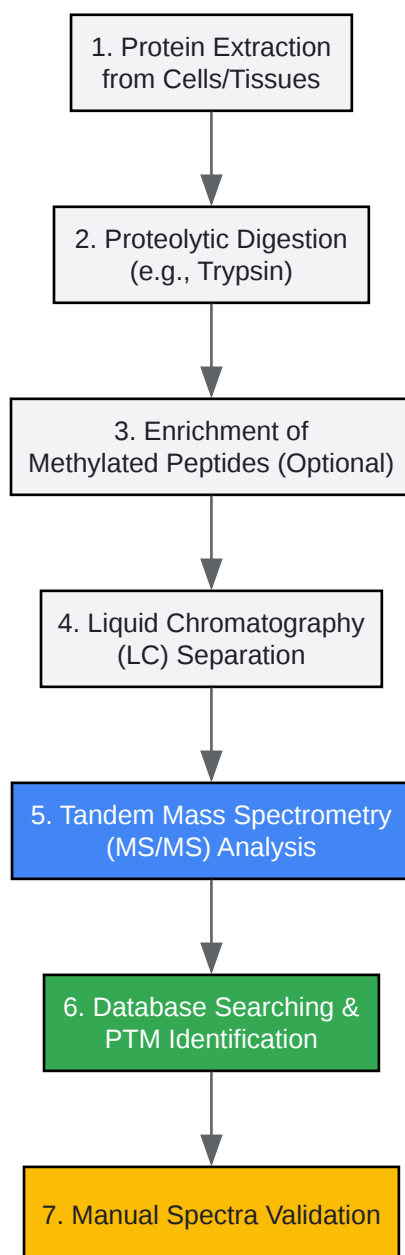 1. Protein Extraction
from Cells/Tissues
2. Proteolytic Digestion
(e.g., Trypsin)
3. Enrichment of
Methylated Peptides (Optional)
4. Liquid Chromatography
(LC) Separation
5. Tandem Mass Spectrometry
(MS/MS) Analysis
6. Database Searching &
PTM Identification
7. Manual Spectra Validation